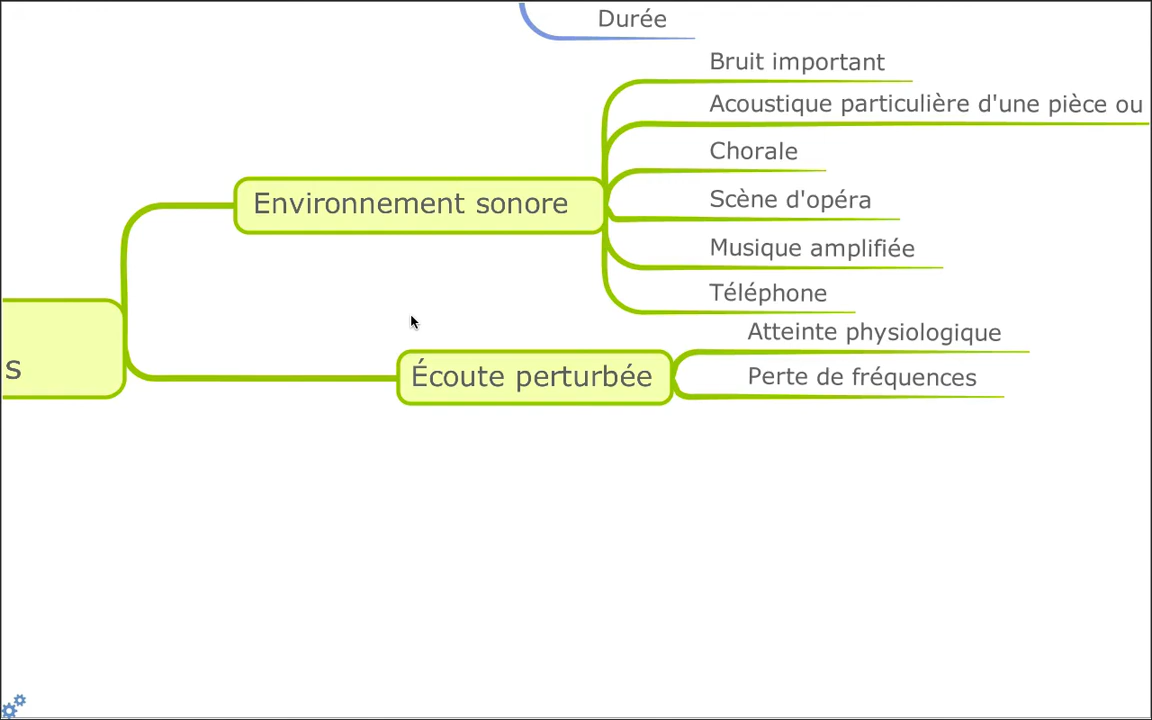 Durée
Bruit important
Acoustique particulière d'une pièce ou
Chorale
Environnement sonore
Scène d'opéra
Musique amplifiée
Téléphone
Atteinte physiologique
s
Écoute perturbée
Perte de fréquences